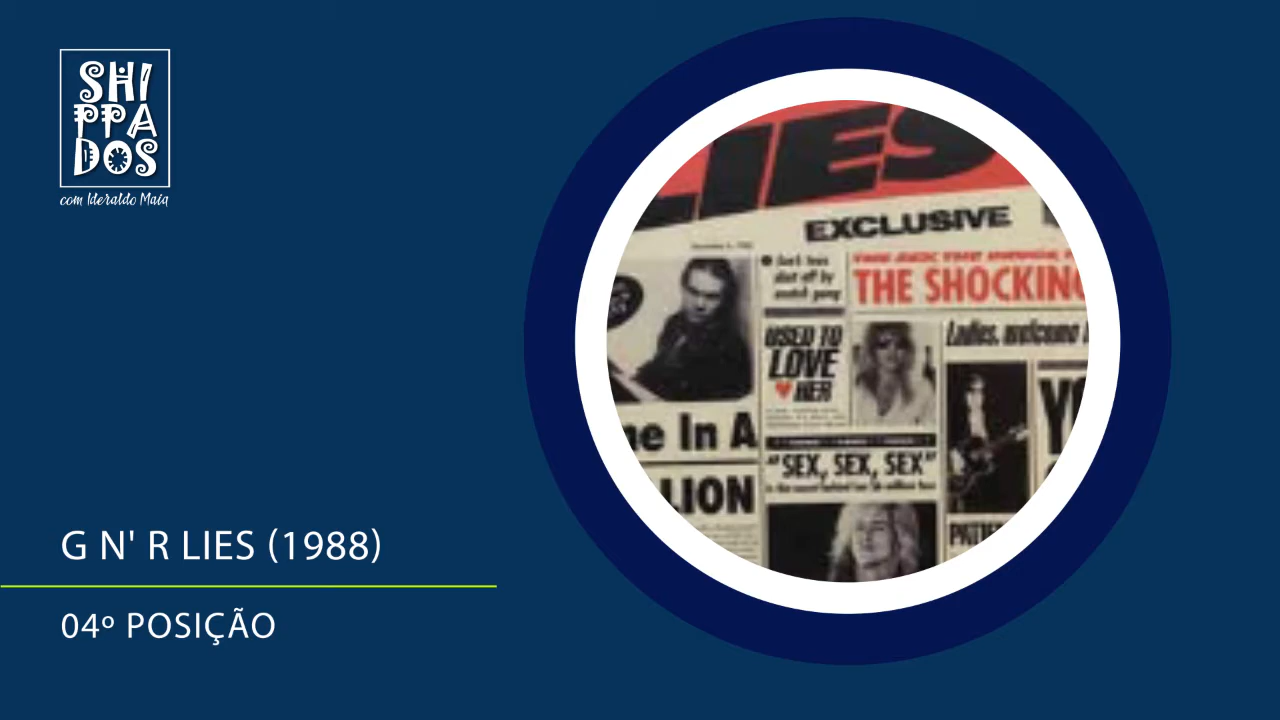 SHI
PPA
DOS
com Ideraldo Maia
LIES
EXCLUSIVE
THE SHOCKING
USED TO
LOVE
HER
Ladies, welcome
ne In A
"SEX, SEX, SEX"
LION
G N' R LIES (1988)
04º POSIÇÃO